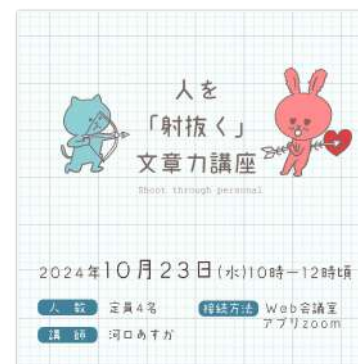 人を
「射抜く」
文章力講座
Shoot through personal
2024年10月23日(水)10時ー12時頃
人 数 定員4名
接続方法 Web会議室
アプリzoom
講 師 河口あすか